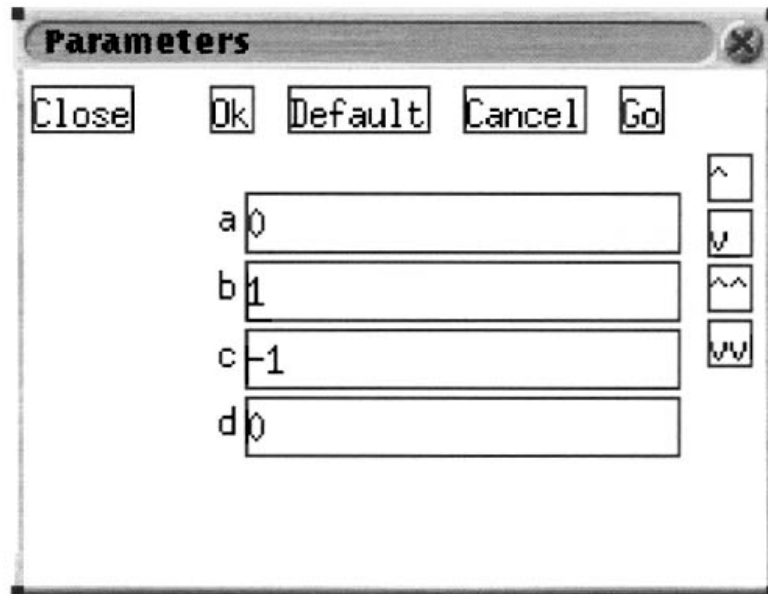 Parameters
Close Ok Default Cancel Go
^
a 0
v
b 1
^^
c -1
vv
d 0